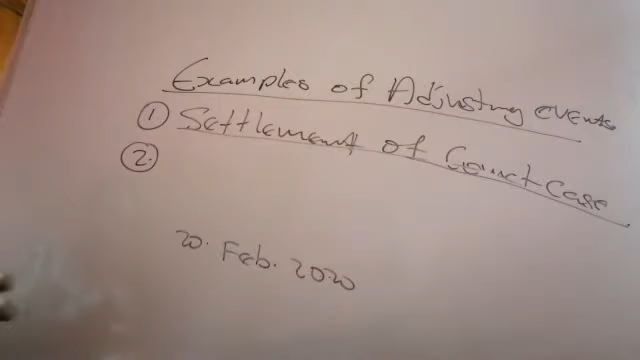 Examples of Adjusting events
① Settlement of Court case
②
20. Feb. 2020